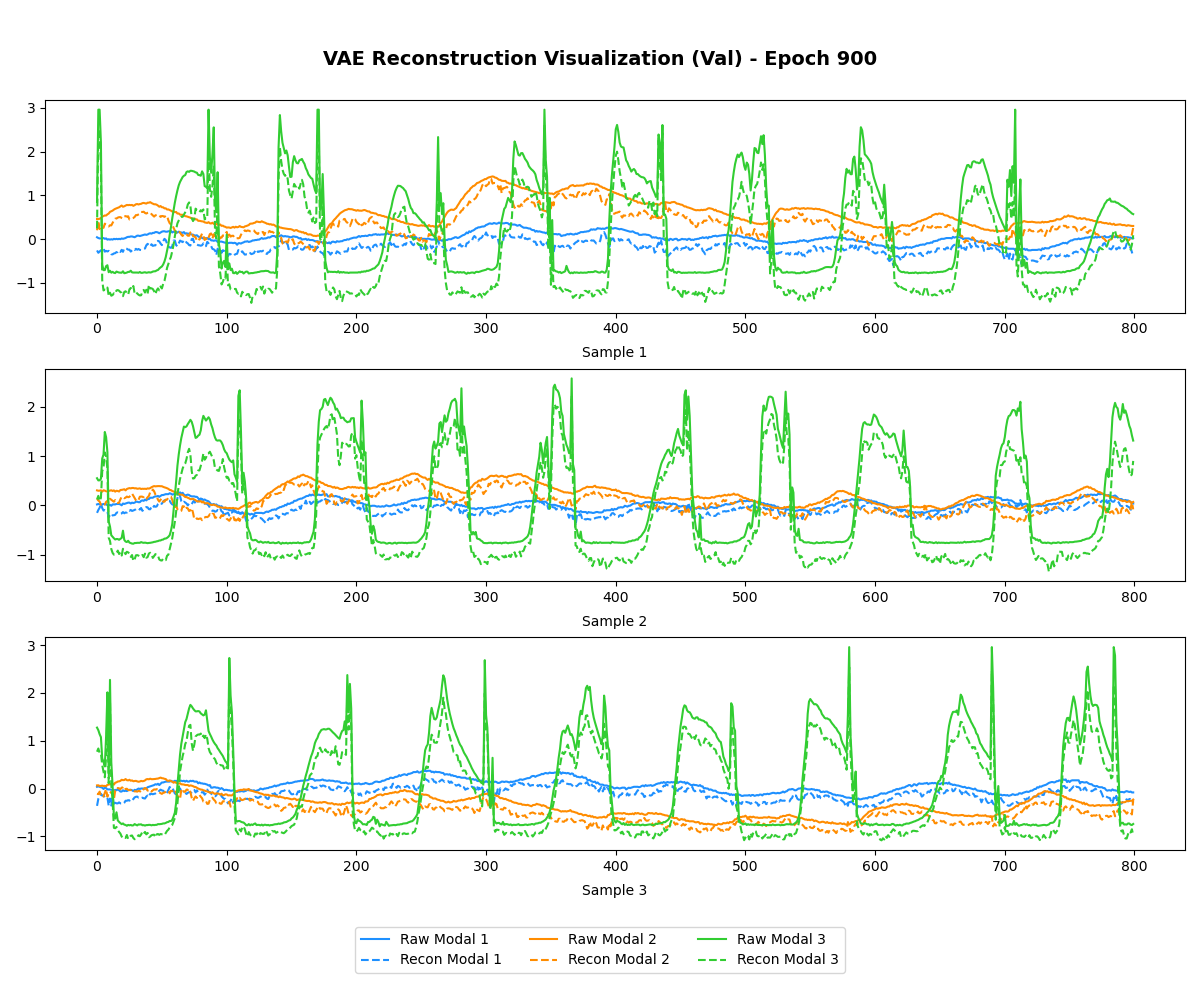 VAE Reconstruction Visualization (Val) - Epoch 900
3
2
1
0
−1
0 100 200 300 400 500 600 700 800
Sample 1
2
1
0
−1
0 100 200 300 400 500 600 700 800
Sample 2
3
2
1
0
−1
0 100 200 300 400 500 600 700 800
Sample 3
Raw Modal 1 Raw Modal 2 Raw Modal 3
Recon Modal 1 Recon Modal 2 Recon Modal 3